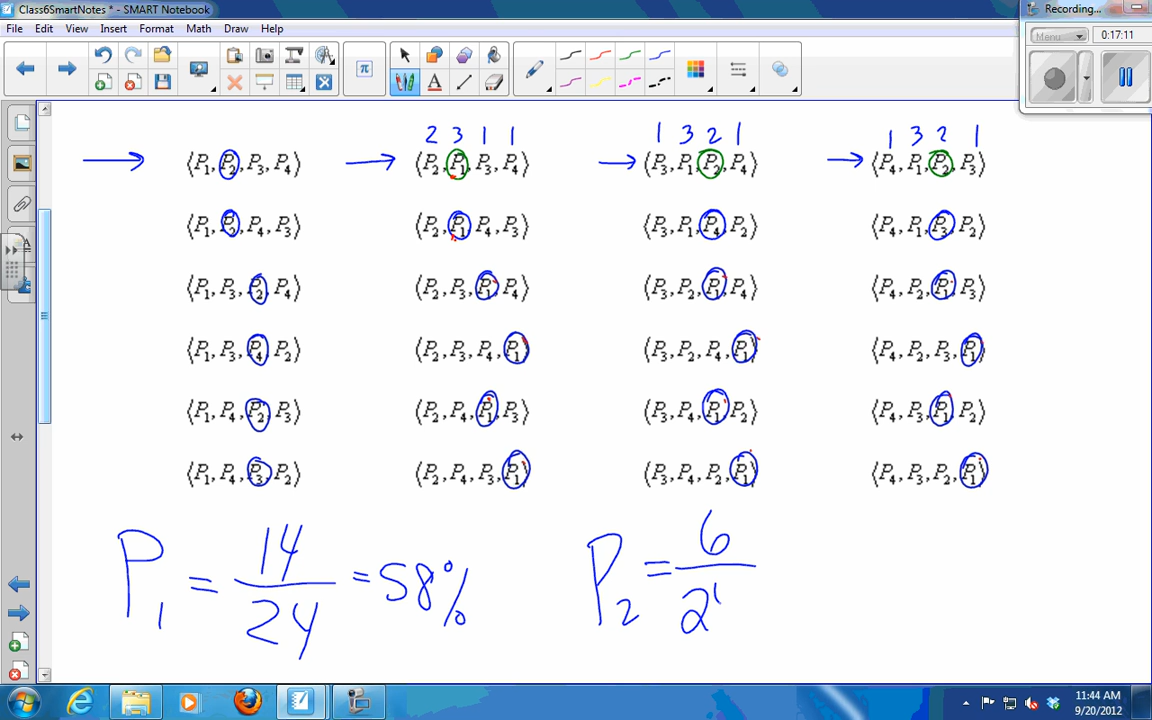 Class6SmartNotes * - SMART Notebook
Recording...
File Edit View Insert Format Math Draw Help
Menu
0:17:11
π
A
2 3 1 1
1 3 2 1
1 3 2 1
⟨P₁, P₂, P₃, P₄⟩ ⟨P₂, P₁, P₃, P₄⟩ ⟨P₃, P₁, P₂, P₄⟩ ⟨P₄, P₁, P₂, P₃⟩
⟨P₁, P₂, P₄, P₃⟩ ⟨P₂, P₁, P₄, P₃⟩ ⟨P₃, P₁, P₄, P₂⟩ ⟨P₄, P₁, P₃, P₂⟩
⟨P₁, P₃, P₂, P₄⟩ ⟨P₂, P₃, P₁, P₄⟩ ⟨P₃, P₂, P₁, P₄⟩ ⟨P₄, P₂, P₁, P₃⟩
⟨P₁, P₃, P₄, P₂⟩ ⟨P₂, P₃, P₄, P₁⟩ ⟨P₃, P₂, P₄, P₁⟩ ⟨P₄, P₂, P₃, P₁⟩
⟨P₁, P₄, P₂, P₃⟩ ⟨P₂, P₄, P₁, P₃⟩ ⟨P₃, P₄, P₁, P₂⟩ ⟨P₄, P₃, P₁, P₂⟩
⟨P₁, P₄, P₃, P₂⟩ ⟨P₂, P₄, P₃, P₁⟩ ⟨P₃, P₄, P₂, P₁⟩ ⟨P₄, P₃, P₂, P₁⟩
P₁ = 14/24 = 58%
P₂ = 6/2
11:44 AM
9/20/2012